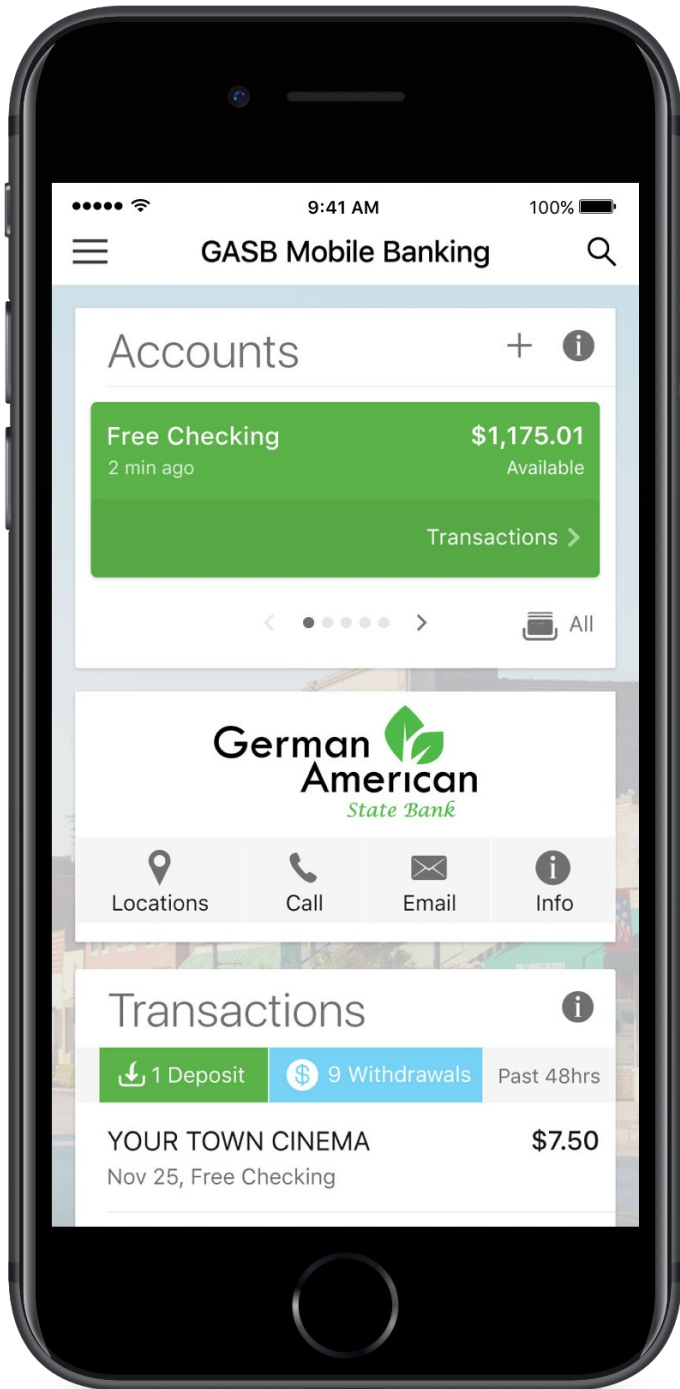 9:41 AM 100%
GASB Mobile Banking
Accounts
Free Checking $1,175.01
2 min ago Available
Transactions
All
German
American
State Bank
Locations Call Email Info
Transactions
1 Deposit $ 9 Withdrawals Past 48hrs
YOUR TOWN CINEMA $7.50
Nov 25, Free Checking